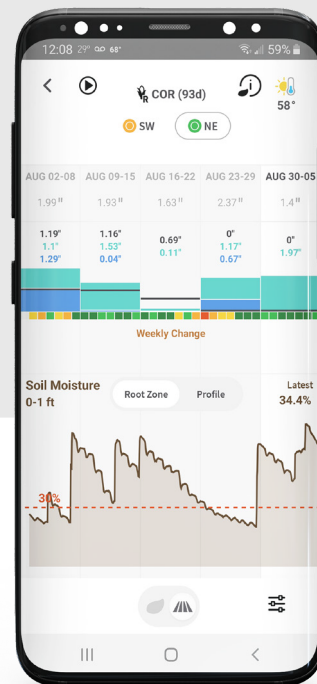 12:08 29° 68° 59%
R COR (93d)
58°
SW NE
AUG 02-08 AUG 09-15 AUG 16-22 AUG 23-29 AUG 30-05
1.99" 1.93" 1.63" 2.37" 1.4"
1.19" 1.16" 0.69" 0" 0"
1.1" 1.53" 0.11" 1.17" 1.97"
1.29" 0.04" 0.67"
Weekly Change
Soil Moisture Root Zone Profile Latest
0-1 ft 34.4%
30%